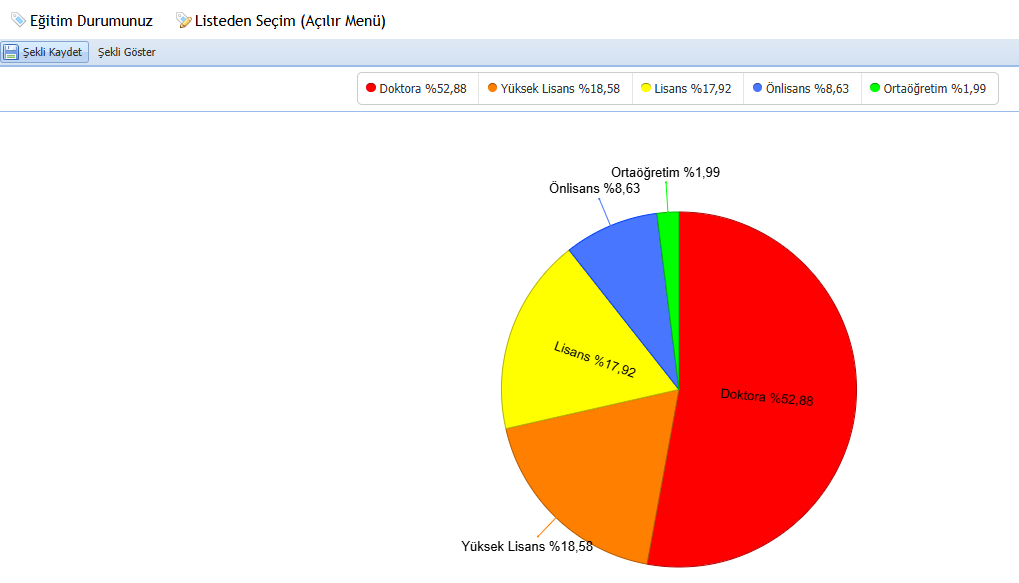 Eğitim Durumunuz Listeden Seçim (Açılır Menü)
Şekli Kaydet Şekli Göster
Doktora %52,88 Yüksek Lisans %18,58 Lisans %17,92 Önlisans %8,63 Ortaöğretim %1,99
Ortaöğretim %1,99
Önlisans %8,63
Lisans %17,92
Doktora %52,88
Yüksek Lisans %18,58